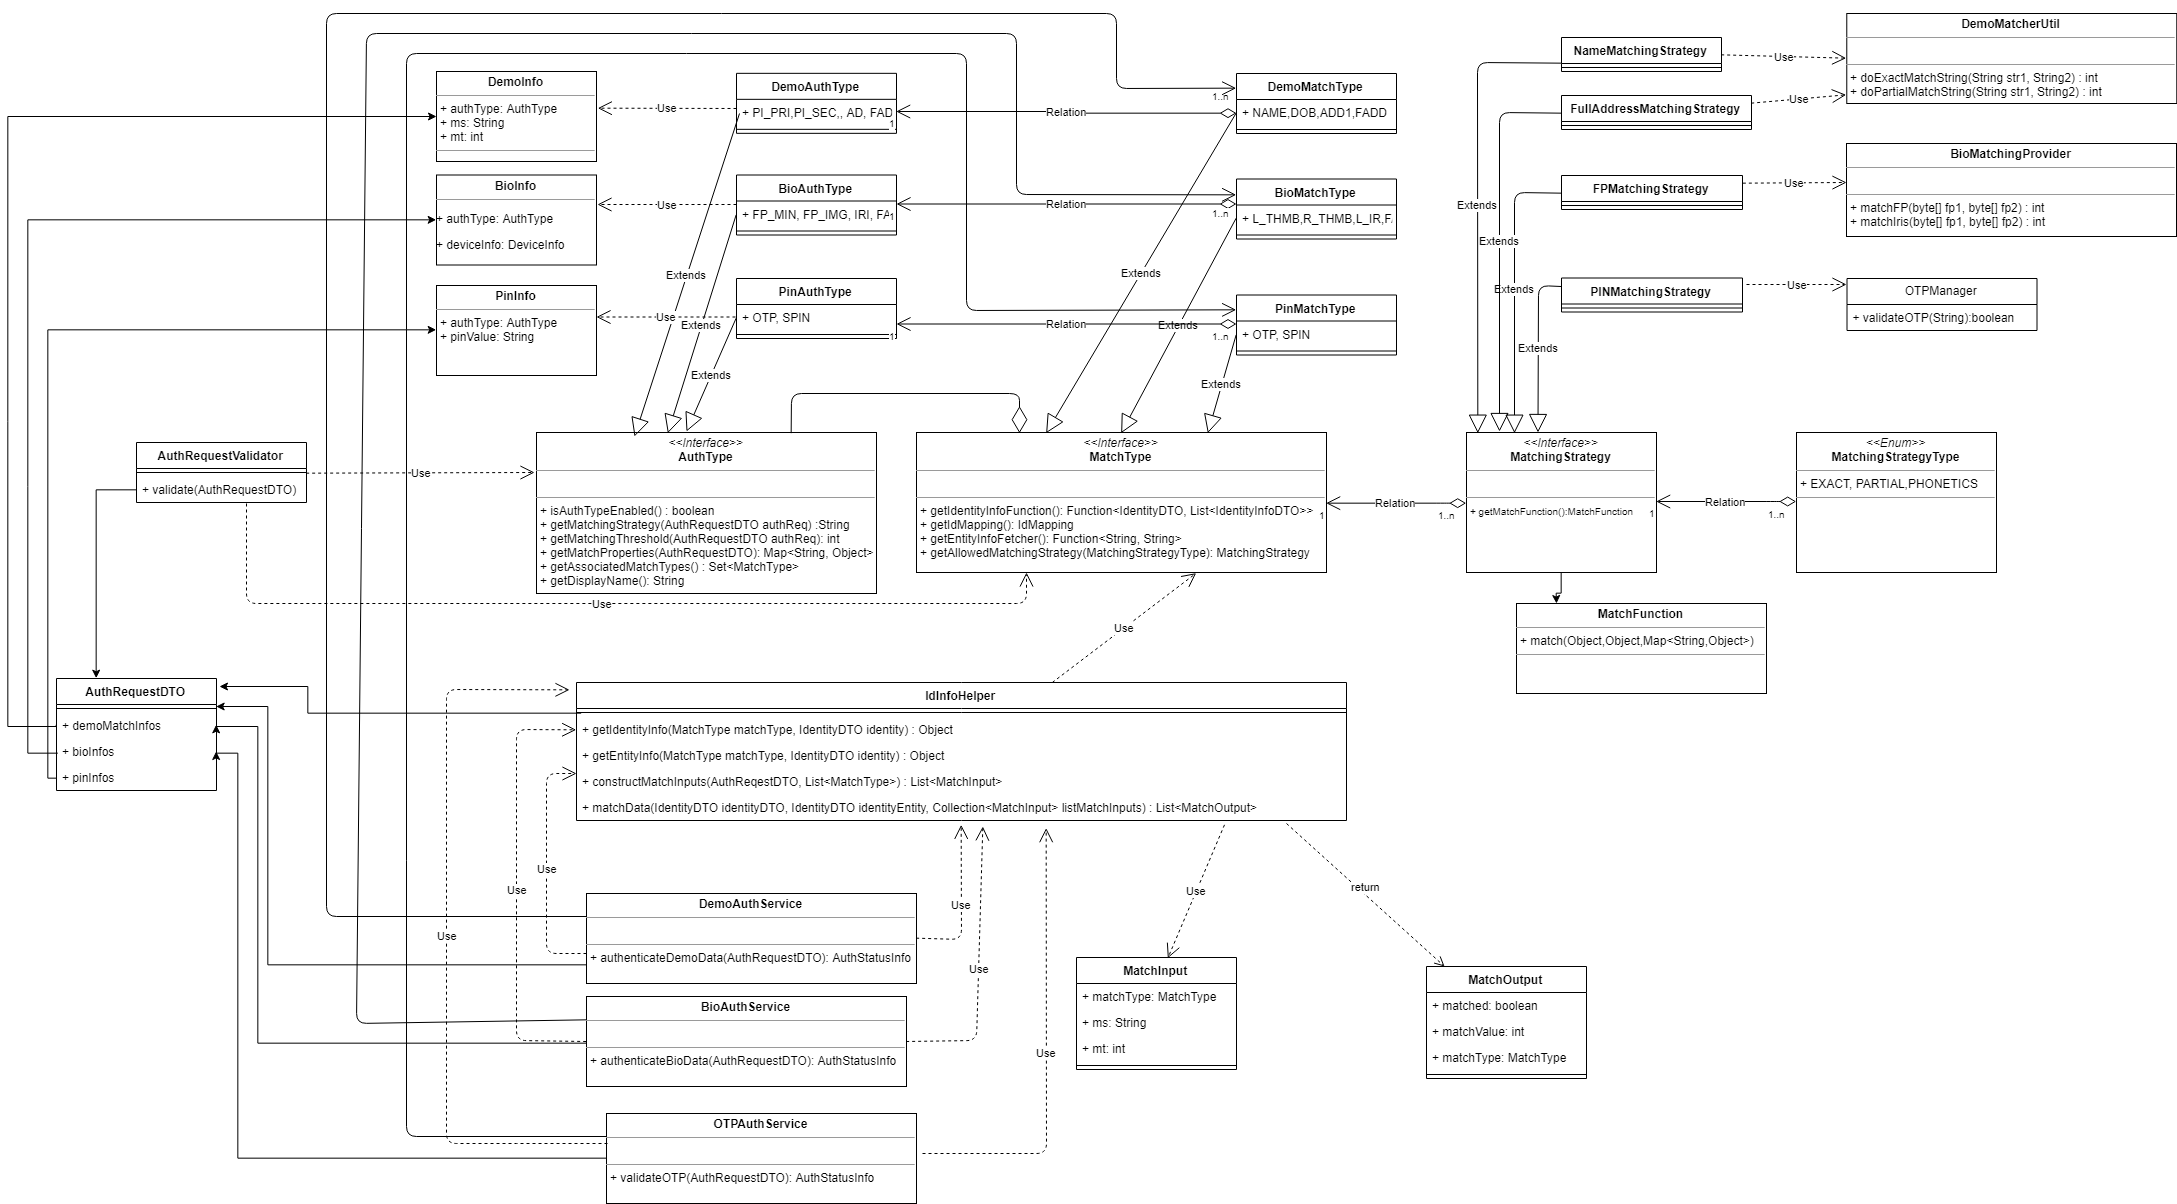 DemoInfo
+ authType: AuthType
+ ms: String
+ mt: int
BioInfo
+ authType: AuthType
+ deviceInfo: DeviceInfo
PinInfo
+ authType: AuthType
+ pinValue: String
Use
Use
Use
DemoAuthType
+ PI_PRI,PI_SEC,, AD, FAD
1
BioAuthType
+ FP_MIN, FP_IMG, IRI, FA
1
PinAuthType
+ OTP, SPIN
1
Extends
Extends
Extends
Relation
Relation
Relation
DemoMatchType
+ NAME,DOB,ADD1,FADD
1..n
BioMatchType
+ L_THMB,R_THMB,L_IR,F
1..n
PinMatchType
+ OTP, SPIN
1..n
Extends
Extends
Extends
NameMatchingStrategy
FullAddressMatchingStrategy
FPMatchingStrategy
PINMatchingStrategy
Use
Use
Use
Use
Extends
Extends
Extends
Extends
DemoMatcherUtil
+ doExactMatchString(String str1, String2) : int
+ doPartialMatchString(String str1, String2) : int
BioMatchingProvider
+ matchFP(byte[] fp1, byte[] fp2) : int
+ matchIris(byte[] fp1, byte[] fp2) : int
OTPManager
+ validateOTP(String):boolean
AuthRequestValidator
+ validate(AuthRequestDTO)
Use
Use
<<Interface>>
AuthType
+ isAuthTypeEnabled() : boolean
+ getMatchingStrategy(AuthRequestDTO authReq) :String
+ getMatchingThreshold(AuthRequestDTO authReq): int
+ getMatchProperties(AuthRequestDTO): Map<String, Object>
+ getAssociatedMatchTypes() : Set<MatchType>
+ getDisplayName(): String
<<Interface>>
MatchType
+ getIdentityInfoFunction(): Function<IdentityDTO, List<IdentityInfoDTO>>
+ getIdMapping(): IdMapping
+ getEntityInfoFetcher(): Function<String, String>
+ getAllowedMatchingStrategy(MatchingStrategyType): MatchingStrategy
1
Relation
1..n
<<Interface>>
MatchingStrategy
+ getMatchFunction():MatchFunction
1
Relation
1..n
<<Enum>>
MatchingStrategyType
+ EXACT, PARTIAL,PHONETICS
MatchFunction
+ match(Object,Object,Map<String,Object>)
Use
AuthRequestDTO
+ demoMatchInfos
+ bioInfos
+ pinInfos
IdInfoHelper
+ getIdentityInfo(MatchType matchType, IdentityDTO identity) : Object
+ getEntityInfo(MatchType matchType, IdentityDTO identity) : Object
+ constructMatchInputs(AuthReqestDTO, List<MatchType>) : List<MatchInput>
+ matchData(IdentityDTO identityDTO, IdentityDTO identityEntity, Collection<MatchInput> listMatchInputs) : List<MatchOutput>
Use
Use
Use
Use
Use
Use
Use
return
DemoAuthService
+ authenticateDemoData(AuthRequestDTO): AuthStatusInfo
BioAuthService
+ authenticateBioData(AuthRequestDTO): AuthStatusInfo
OTPAuthService
+ validateOTP(AuthRequestDTO): AuthStatusInfo
MatchInput
+ matchType: MatchType
+ ms: String
+ mt: int
MatchOutput
+ matched: boolean
+ matchValue: int
+ matchType: MatchType